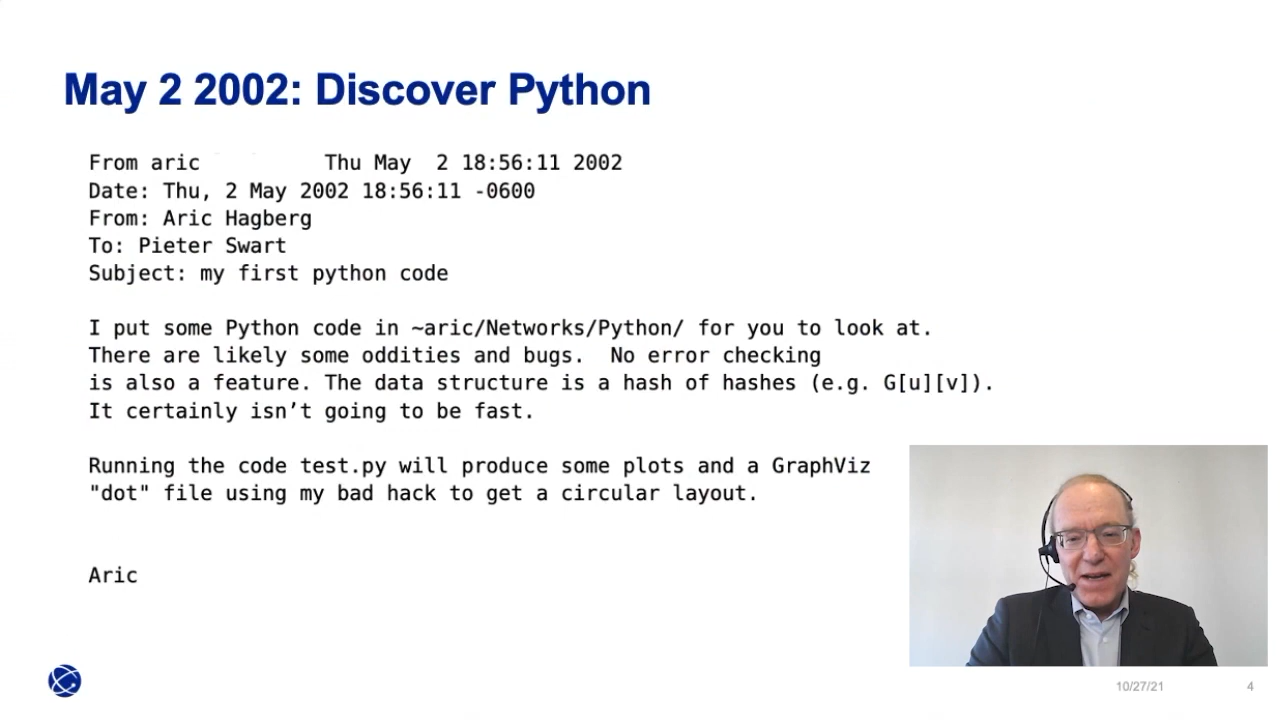 May 2 2002: Discover Python
From aric Thu May 2 18:56:11 2002
Date: Thu, 2 May 2002 18:56:11 -0600
From: Aric Hagberg
To: Pieter Swart
Subject: my first python code
I put some Python code in ~aric/Networks/Python/ for you to look at.
There are likely some oddities and bugs.  No error checking
is also a feature. The data structure is a hash of hashes (e.g. G[u][v]).
It certainly isn’t going to be fast.
Running the code test.py will produce some plots and a GraphViz
"dot" file using my bad hack to get a circular layout.
Aric
10/27/21 4